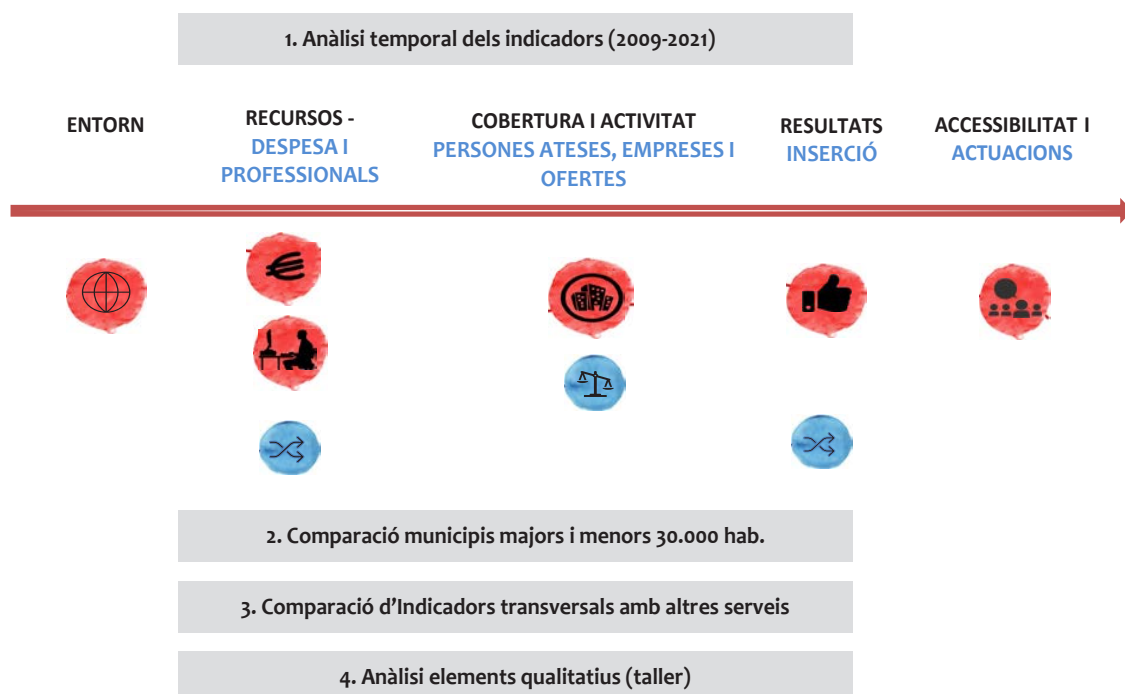 1. Anàlisi temporal dels indicadors (2009-2021)
ENTORN
RECURSOS -
DESPESA I
PROFESSIONALS
COBERTURA I ACTIVITAT
PERSONES ATESES, EMPRESES I
OFERTES
RESULTATS
INSERCIÓ
ACCESSIBILITAT I
ACTUACIONS
2. Comparació municipis majors i menors 30.000 hab.
3. Comparació d’Indicadors transversals amb altres serveis
4. Anàlisi elements qualitatius (taller)